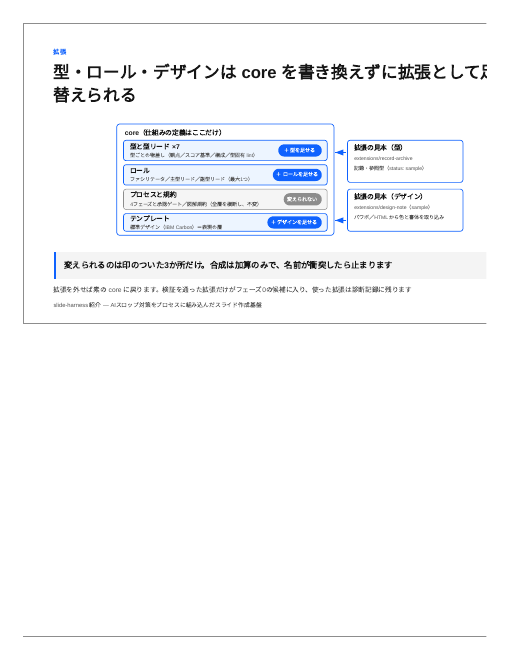 拡張
型・ロール・デザインは core を書き換えずに拡張として足
替えられる
core（仕組みの定義はここだけ）
型と型リード ×7
型ごとの物差し（観点／スコア基準／構成／型固有 lint）
＋ 型を足せる
ロール
ファシリテータ／主型リード／副型リード（最大1つ）
＋ ロールを足せる
プロセスと規約
4フェーズと承認ゲート／図解規約（全層を横断し、不変）
変えられない
テンプレート
標準デザイン（IBM Carbon）＝表現の層
＋ デザインを足せる
拡張の見本（型）
extensions/record-archive
記録・参照型（status: sample）
拡張の見本（デザイン）
extensions/design-note（sample）
パワポ/HTML から色と書体を取り込み
変えられるのは印のついた3か所だけ。合成は加算のみで、名前が衝突したら止まります
拡張を外せば素の core に戻ります。検証を通った拡張だけがフェーズ0の候補に入り、使った拡張は診断記録に残ります
slide-harness紹介 — AIスロップ対策をプロセスに組み込んだスライド作成基盤